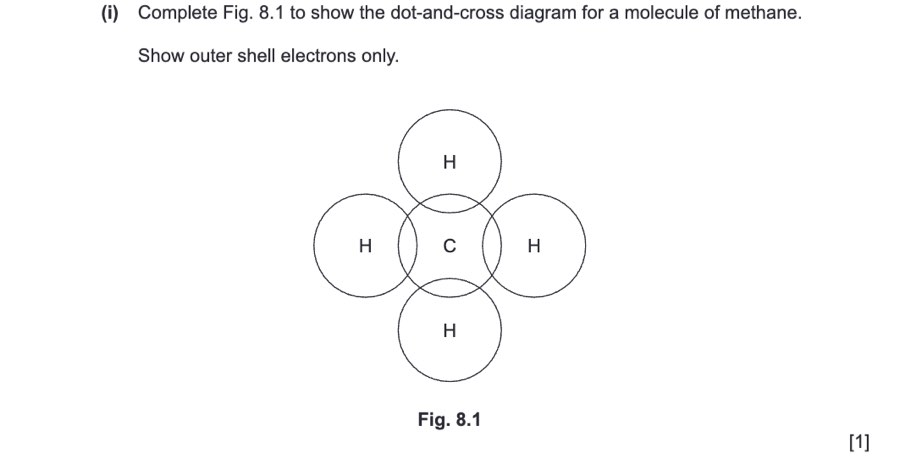 (i) Complete Fig. 8.1 to show the dot-and-cross diagram for a molecule of methane.
Show outer shell electrons only.
H
H C H
H
Fig. 8.1
[1]